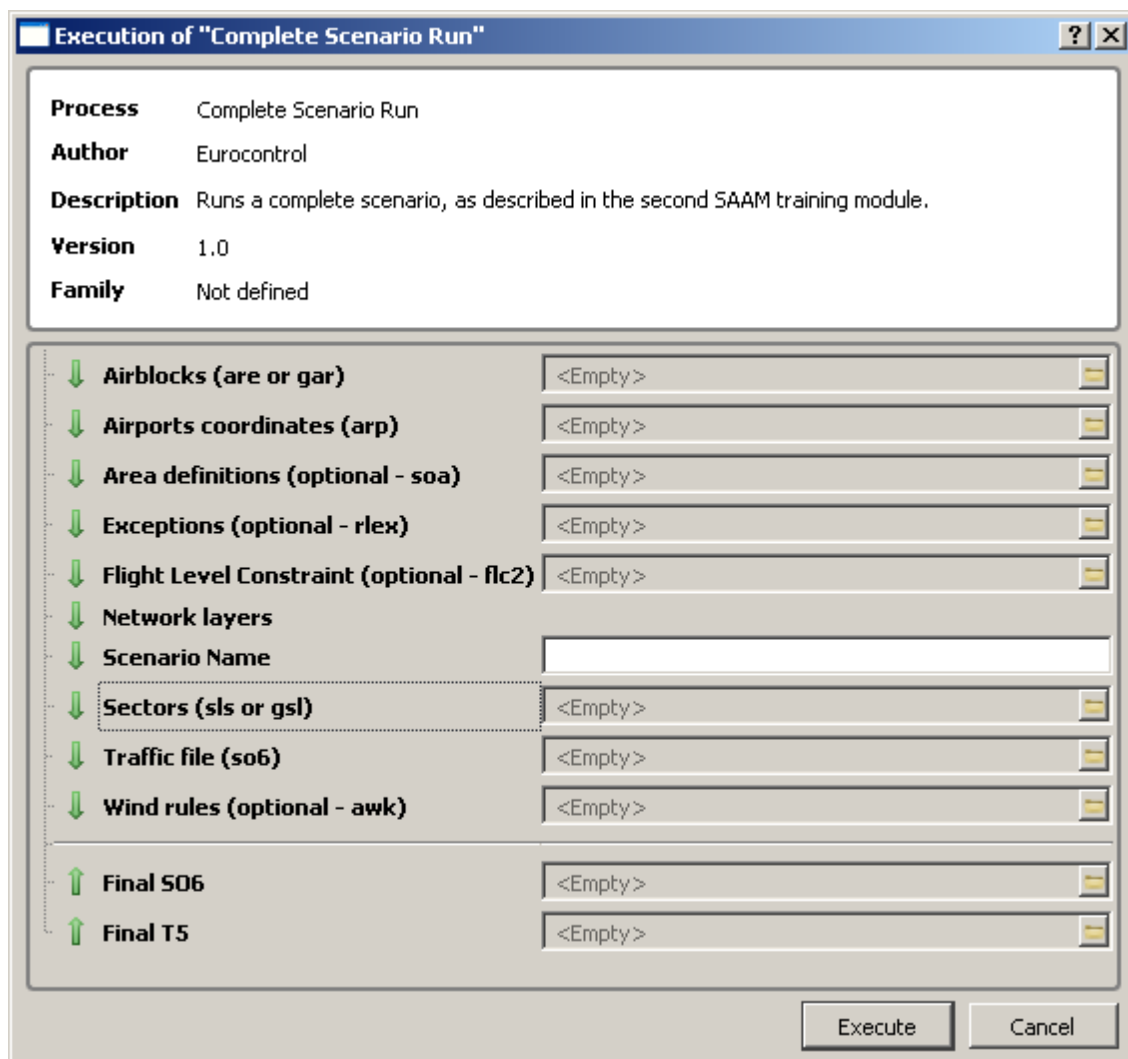 Execution of "Complete Scenario Run"
Process Complete Scenario Run
Author Eurocontrol
Description Runs a complete scenario, as described in the second SAAM training module.
Version 1.0
Family Not defined
Airblocks (are or gar) <Empty>
Airports coordinates (arp) <Empty>
Area definitions (optional - soa) <Empty>
Exceptions (optional - rlex) <Empty>
Flight Level Constraint (optional - flc2) <Empty>
Network layers
Scenario Name
Sectors (sls or gsl) <Empty>
Traffic file (so6) <Empty>
Wind rules (optional - awk) <Empty>
Final SO6 <Empty>
Final T5 <Empty>
Execute Cancel